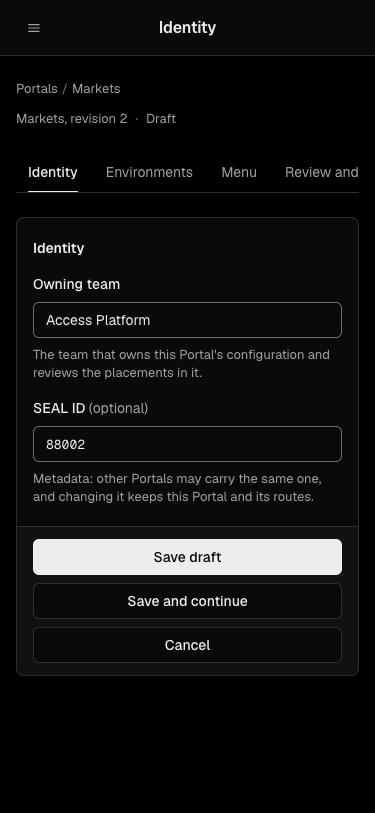 Identity
Portals / Markets
Markets, revision 2 · Draft
Identity Environments Menu Review and
Identity
Owning team
Access Platform
The team that owns this Portal's configuration and
reviews the placements in it.
SEAL ID (optional)
88002
Metadata: other Portals may carry the same one,
and changing it keeps this Portal and its routes.
Save draft
Save and continue
Cancel